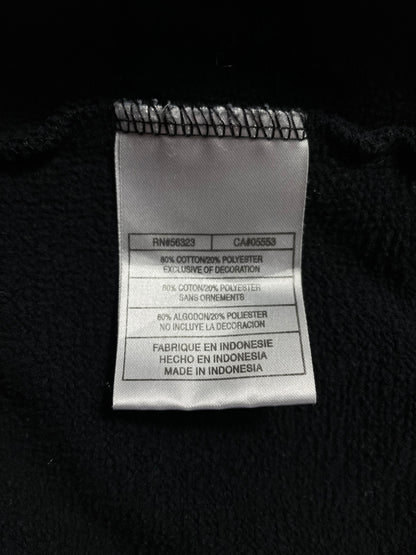 RN#56323 CA#05553
80% COTTON/20% POLYESTER
EXCLUSIVE OF DECORATION
80% COTON/20% POLYESTER
SANS ORNEMENTS
80% ALGODON/20% POLIESTER
NO INCLUYE LA DECORACION
FABRIQUE EN INDONESIE
HECHO EN INDONESIA
MADE IN INDONESIA